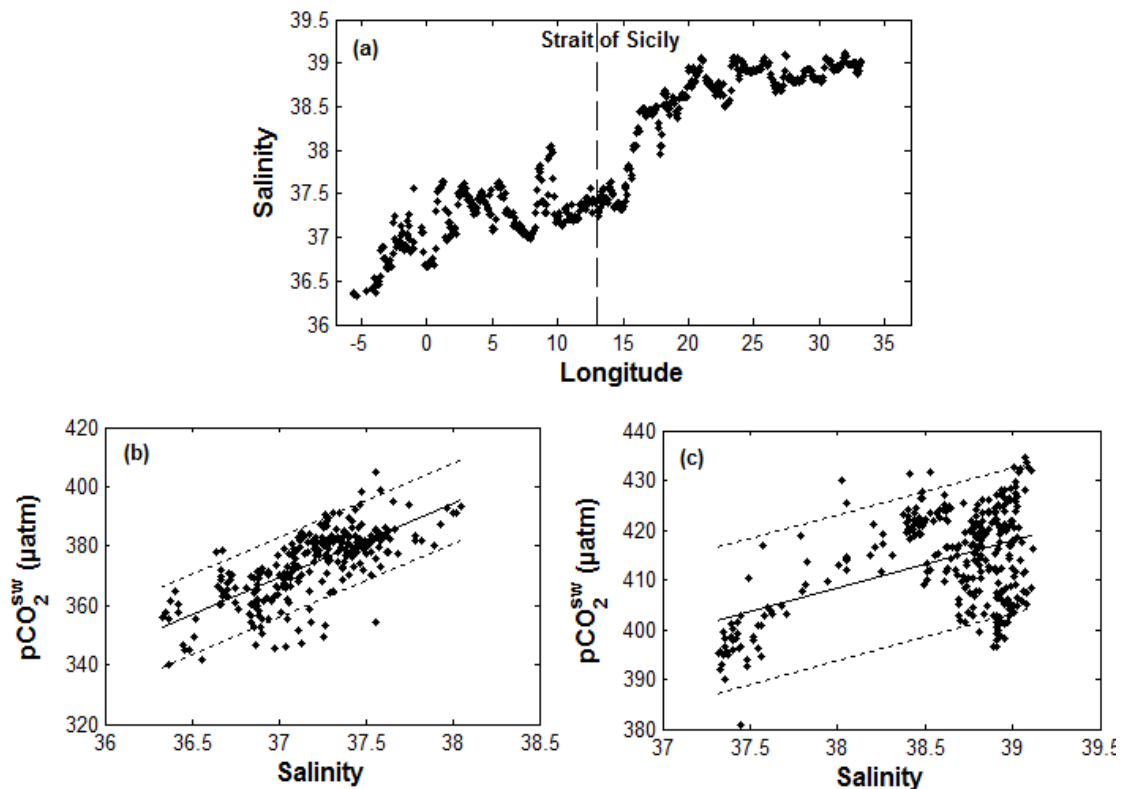 (a)
Strait of Sicily
Salinity
39.5
39
38.5
38
37.5
37
36.5
36
-5 0 5 10 15 20 25 30 35
Longitude
(b)
pCO₂ˢʷ (µatm)
420
400
380
360
340
320
36 36.5 37 37.5 38 38.5
Salinity
(c)
pCO₂ˢʷ (µatm)
440
430
420
410
400
390
380
37 37.5 38 38.5 39 39.5
Salinity